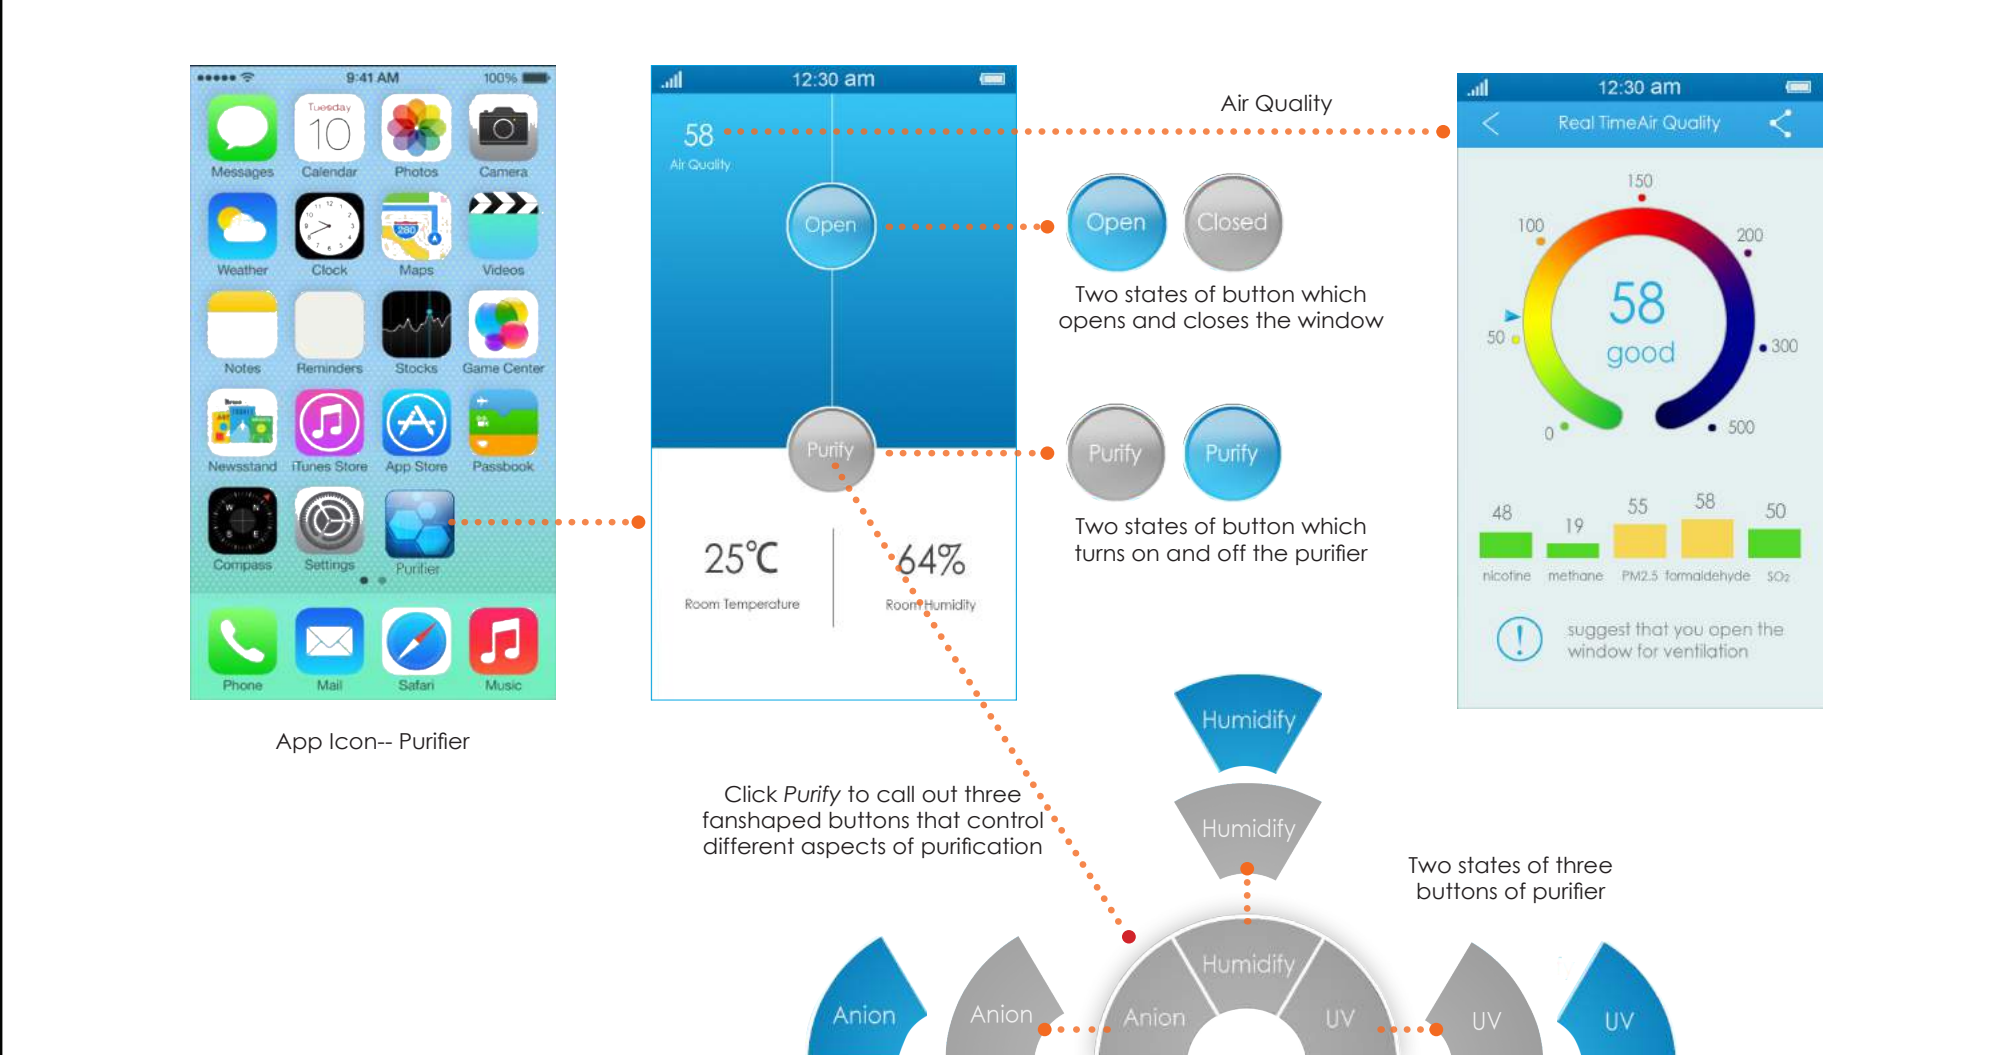 9:41 AM
100%
Tuesday
10
Messages
Calendar
Photos
Camera
280
Weather
Clock
Maps
Videos
Notes
Reminders
Stocks
Game Center
Newsstand
iTunes Store
App Store
Passbook
W N
S E
Compass
Settings
Purifier
Phone
Mail
Safari
Music
App Icon-- Purifier
12:30 am
58
Air Quality
Open
Purify
25°C
Room Temperature
64%
Room Humidity
Air Quality
Open
Closed
Two states of button which
opens and closes the window
Purify
Purify
Two states of button which
turns on and off the purifier
12:30 am
Real TimeAir Quality
150
100
200
50
300
0
500
58
good
48
19
55
58
50
nicotine
methane
PM2.5
formaldehyde
SO2
!
suggest that you open the
window for ventilation
Click Purify to call out three
fanshaped buttons that control
different aspects of purification
Humidify
Humidify
Two states of three
buttons of purifier
Humidify
Anion
Anion
Anion
UV
UV
UV